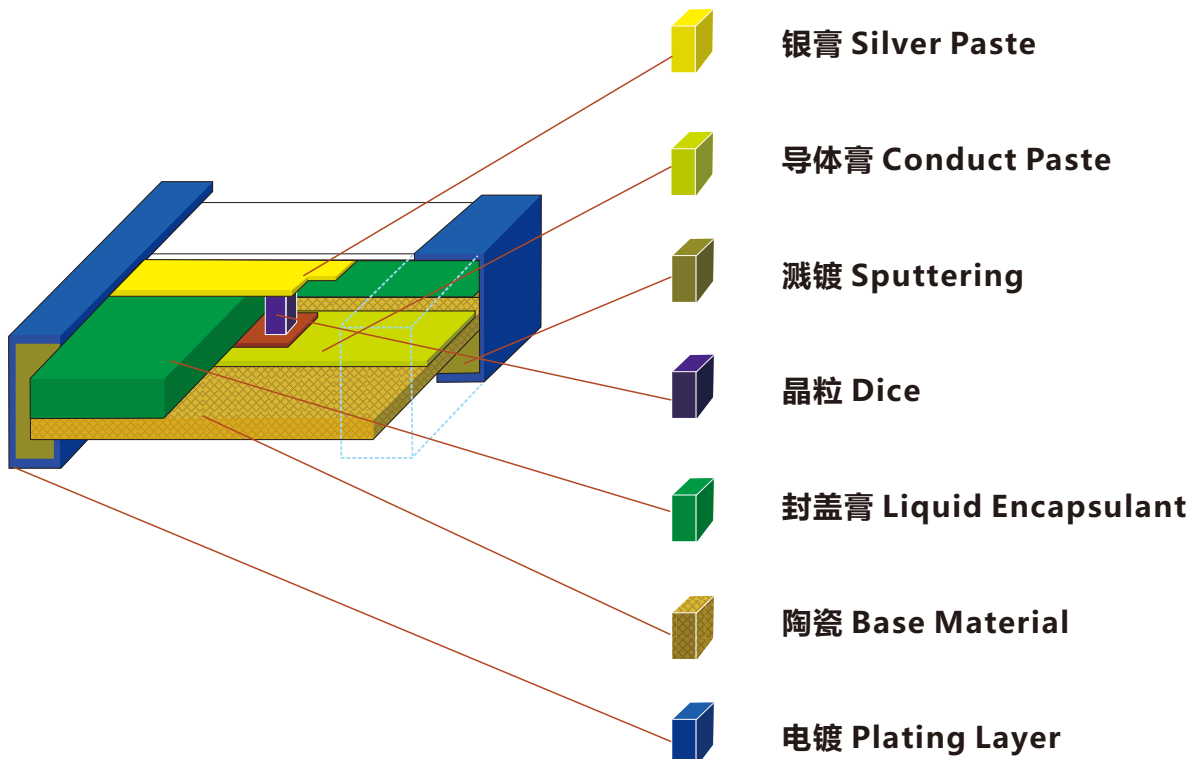 银膏 Silver Paste
导体膏 Conduct Paste
溅镀 Sputtering
晶粒 Dice
封盖膏 Liquid Encapsulant
陶瓷 Base Material
电镀 Plating Layer